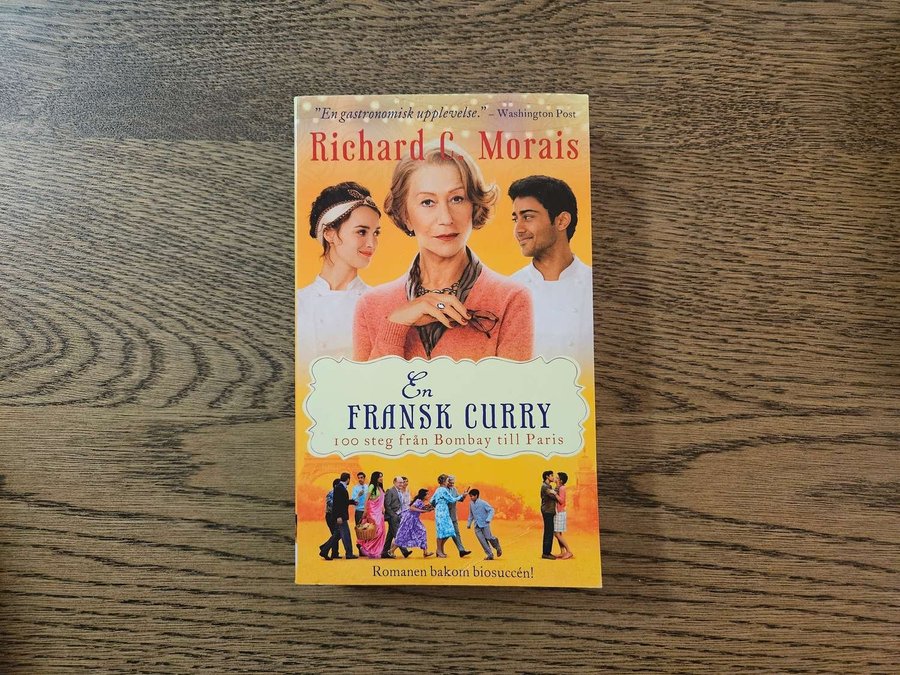 "En gastronomisk upplevelse." – Washington Post
Richard C. Morais
En
FRANSK CURRY
100 steg från Bombay till Paris
Romanen bakom biosuccén!